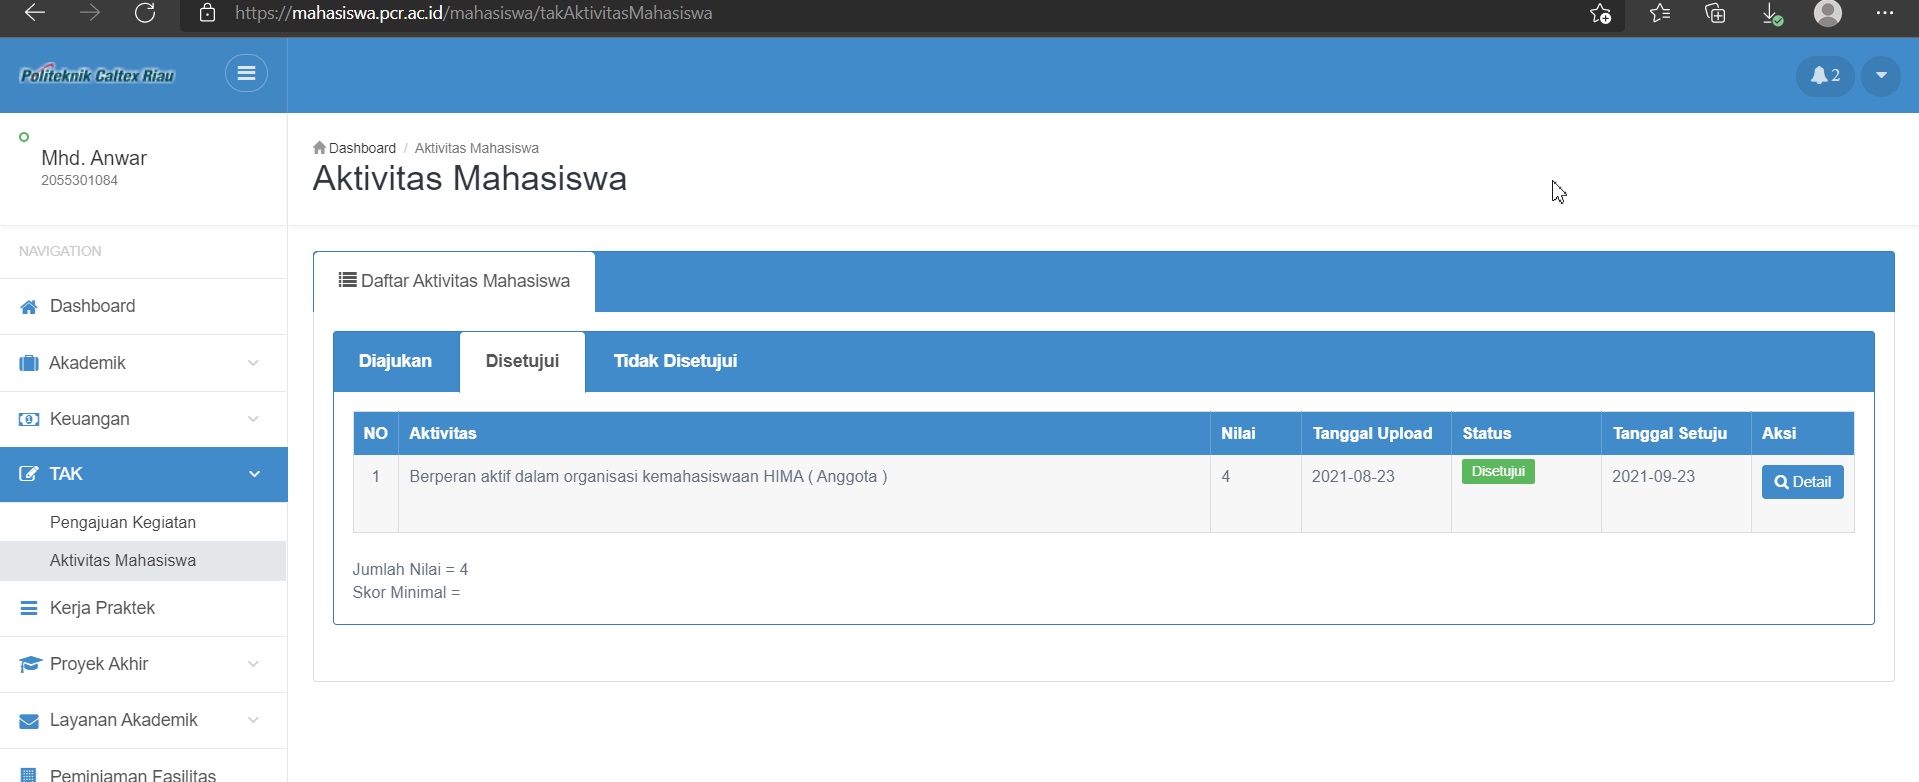 https://mahasiswa.pcr.ac.id/mahasiswa/takAktivitasMahasiswa
Politeknik Caltex Riau
2
Mhd. Anwar
2055301084
Dashboard / Aktivitas Mahasiswa
Aktivitas Mahasiswa
NAVIGATION
Dashboard
Akademik
Keuangan
TAK
Pengajuan Kegiatan
Aktivitas Mahasiswa
Kerja Praktek
Proyek Akhir
Layanan Akademik
Peminjaman Fasilitas
Daftar Aktivitas Mahasiswa
Diajukan Disetujui Tidak Disetujui
NO Aktivitas Nilai Tanggal Upload Status Tanggal Setuju Aksi
1 Berperan aktif dalam organisasi kemahasiswaan HIMA ( Anggota ) 4 2021-08-23 Disetujui 2021-09-23 Detail
Jumlah Nilai = 4
Skor Minimal =